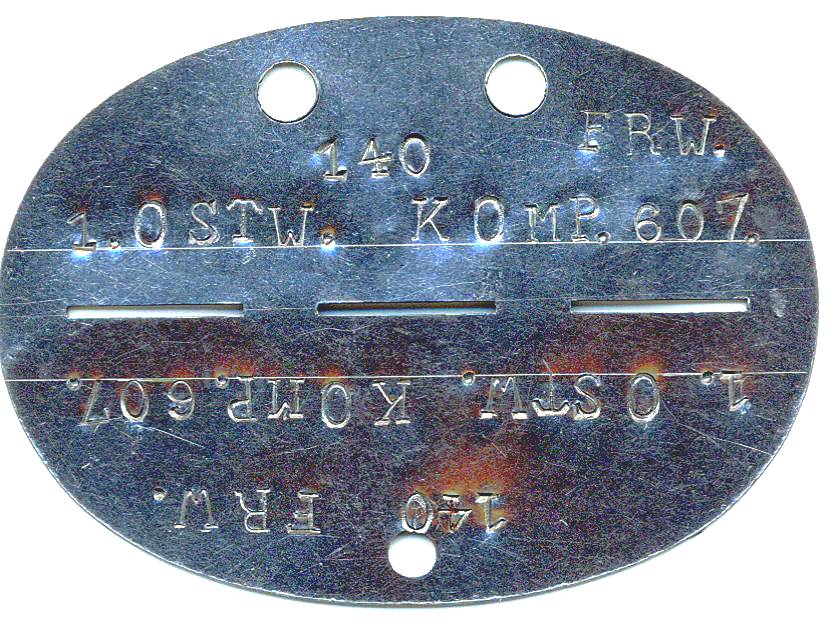 140 FRW.
1. OSTW. KOMP. 607.
1. OSTW. KOMP. 607.
140 FRW.